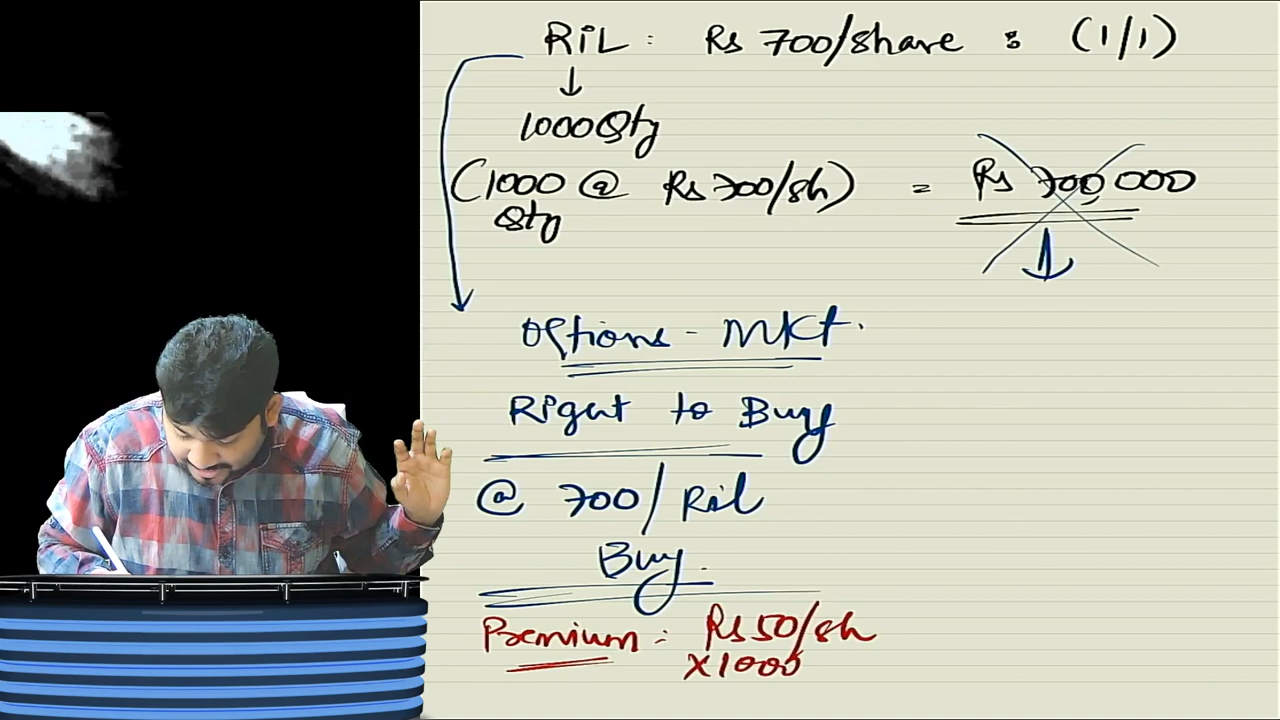 RIL : Rs 700/share : (1/1)
1000 Qty
(1000 @ Rs 700/sh) = Rs 700,000
Qty
Options - MKt.
Right to Buy
@ 700/Ril
Buy.
Premium : Rs 50/sh
X1000